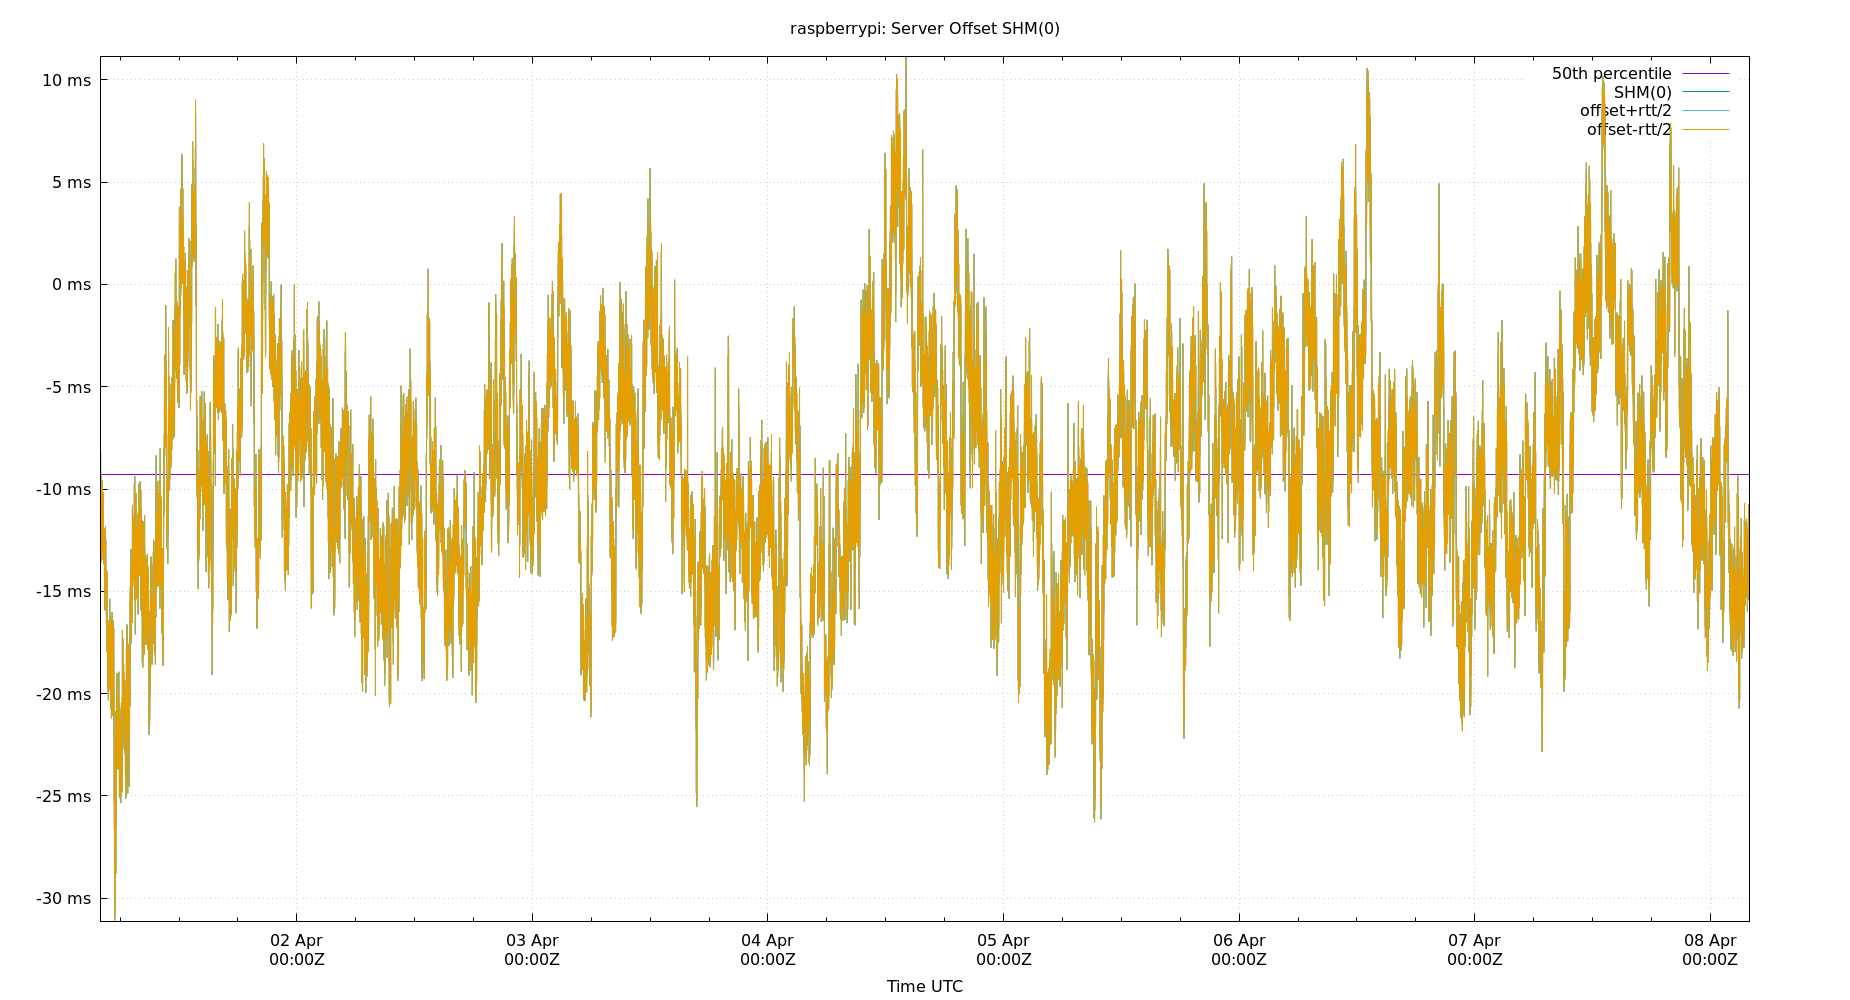 raspberrypi: Server Offset SHM(0)
10 ms
5 ms
0 ms
-5 ms
-10 ms
-15 ms
-20 ms
-25 ms
-30 ms
50th percentile
SHM(0)
offset+rtt/2
offset-rtt/2
02 Apr
00:00Z
03 Apr
00:00Z
04 Apr
00:00Z
05 Apr
00:00Z
06 Apr
00:00Z
07 Apr
00:00Z
08 Apr
00:00Z
Time UTC